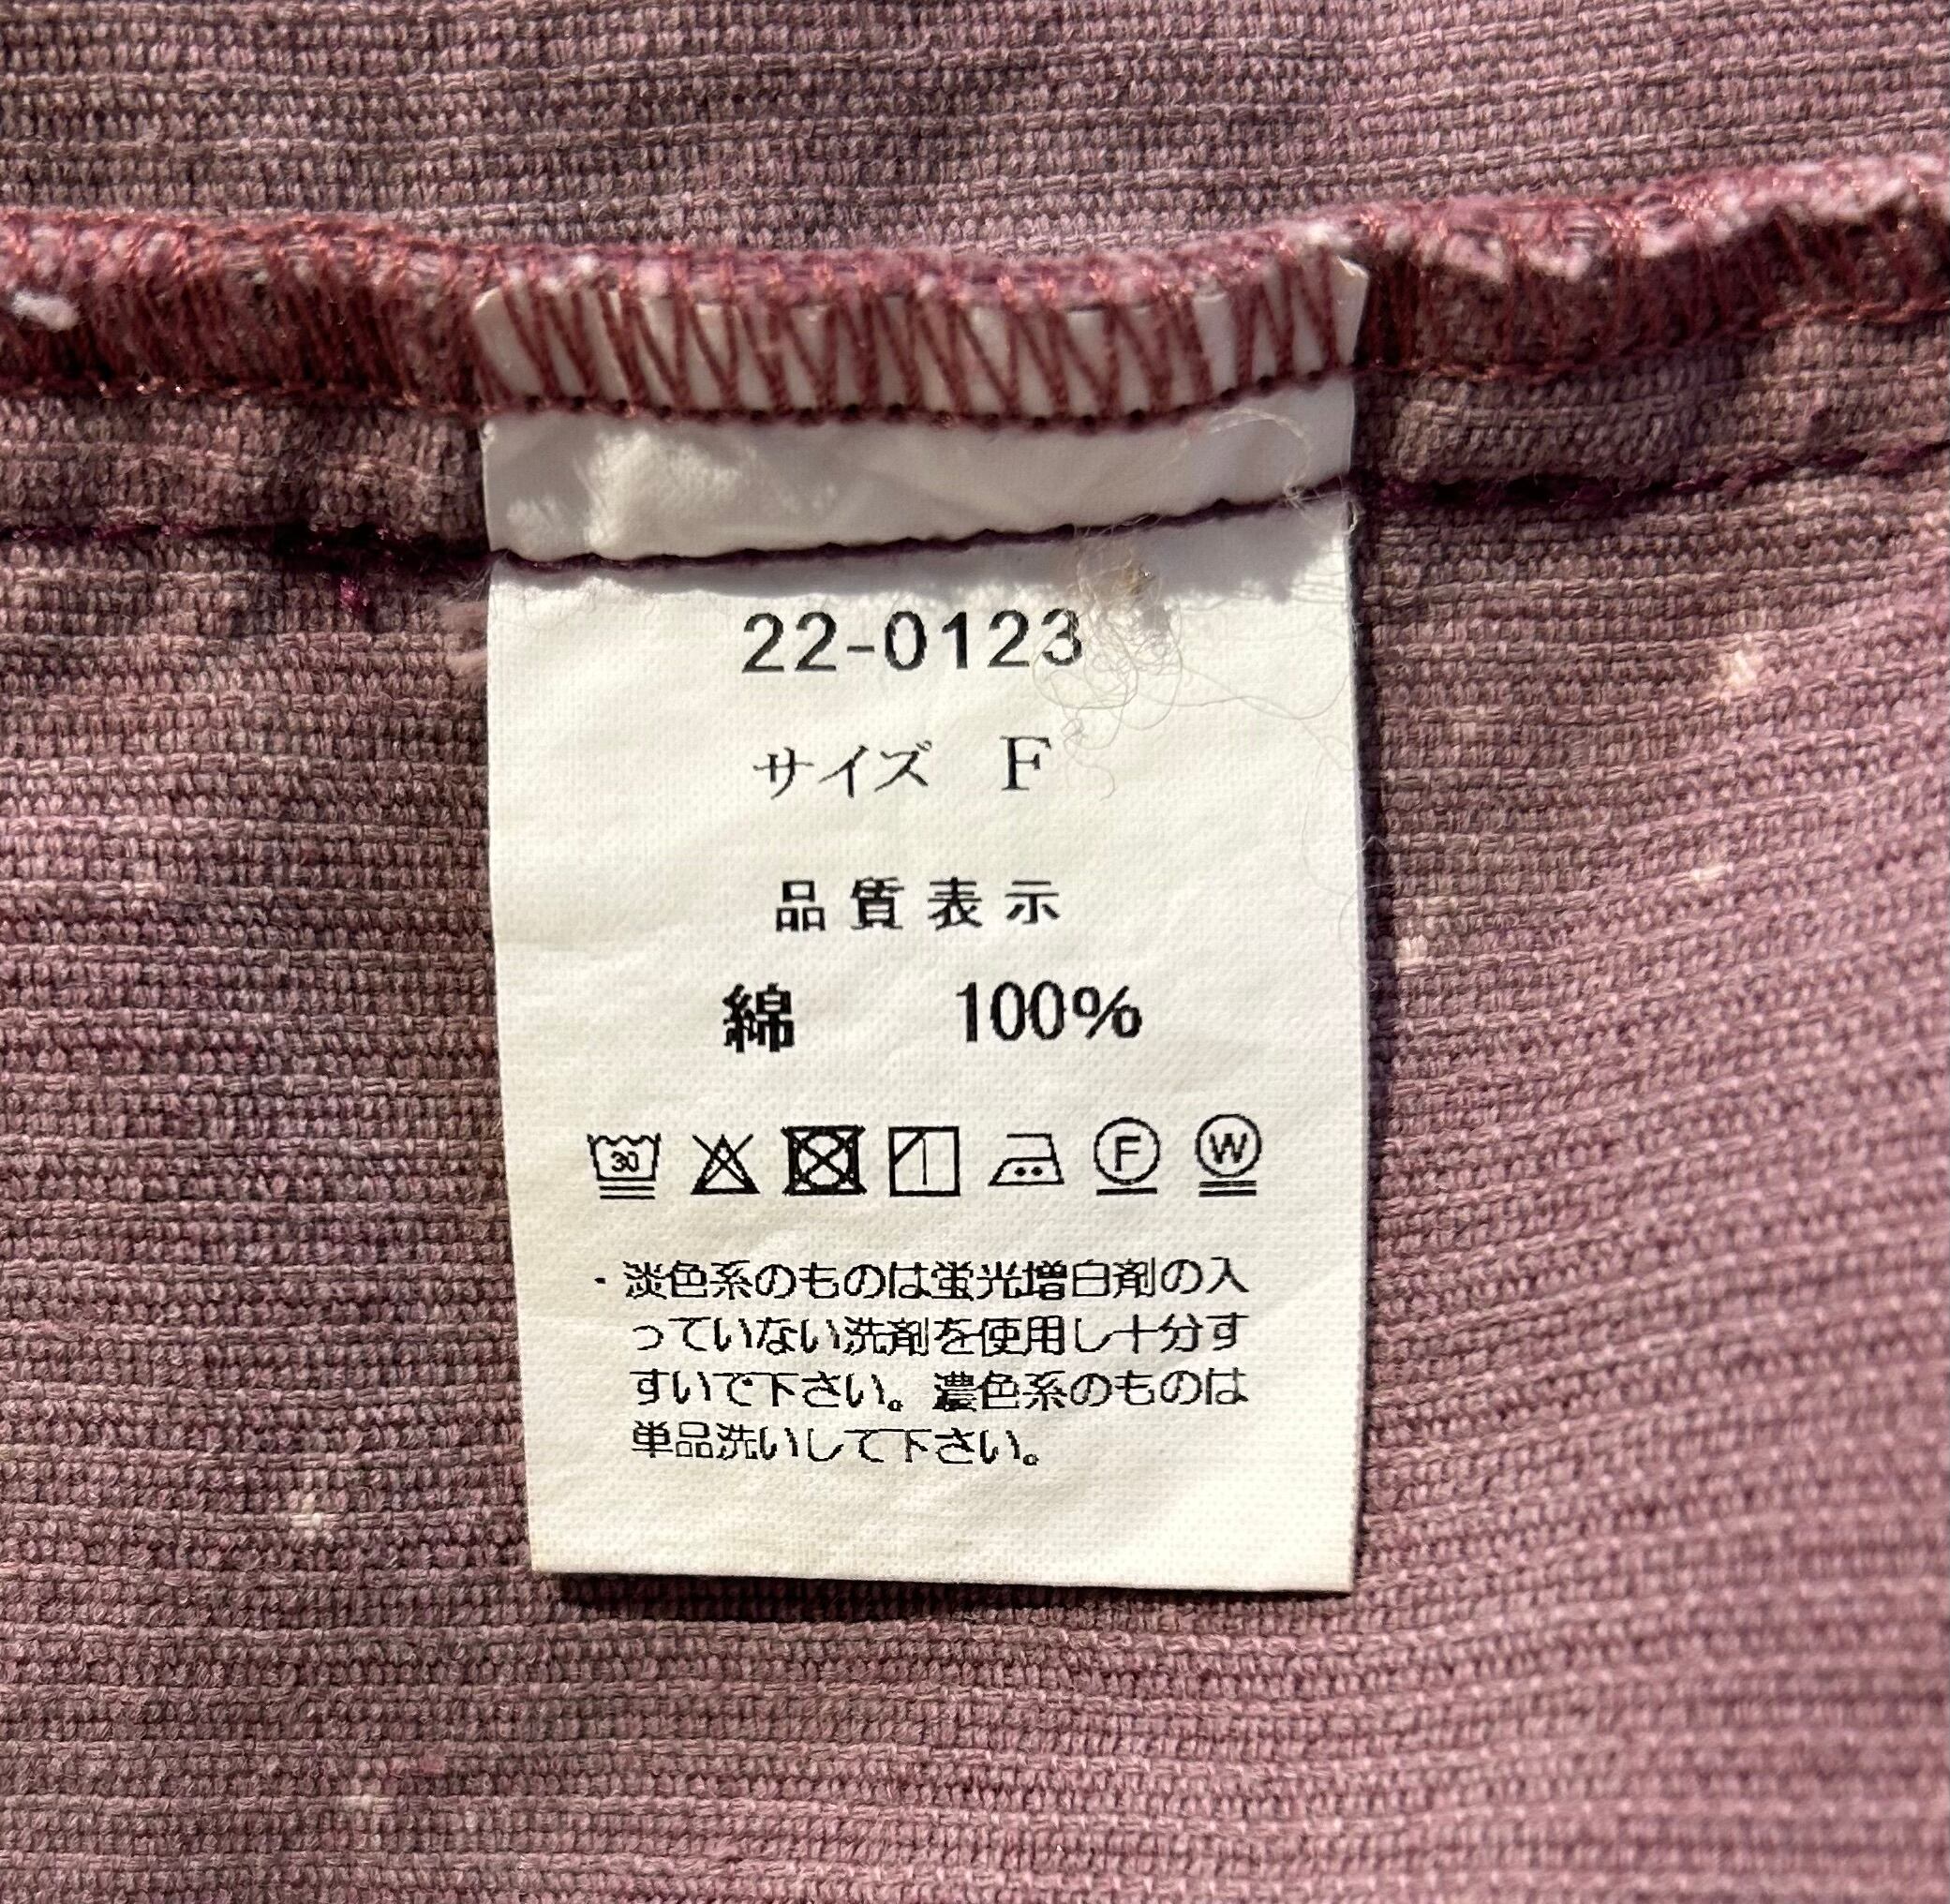 22-0123
サイズ F
品質表示
綿 100%
30 F W
・淡色系のものは蛍光増白剤の入
っていない洗剤を使用し十分す
すいで下さい。濃色系のものは
単品洗いして下さい。